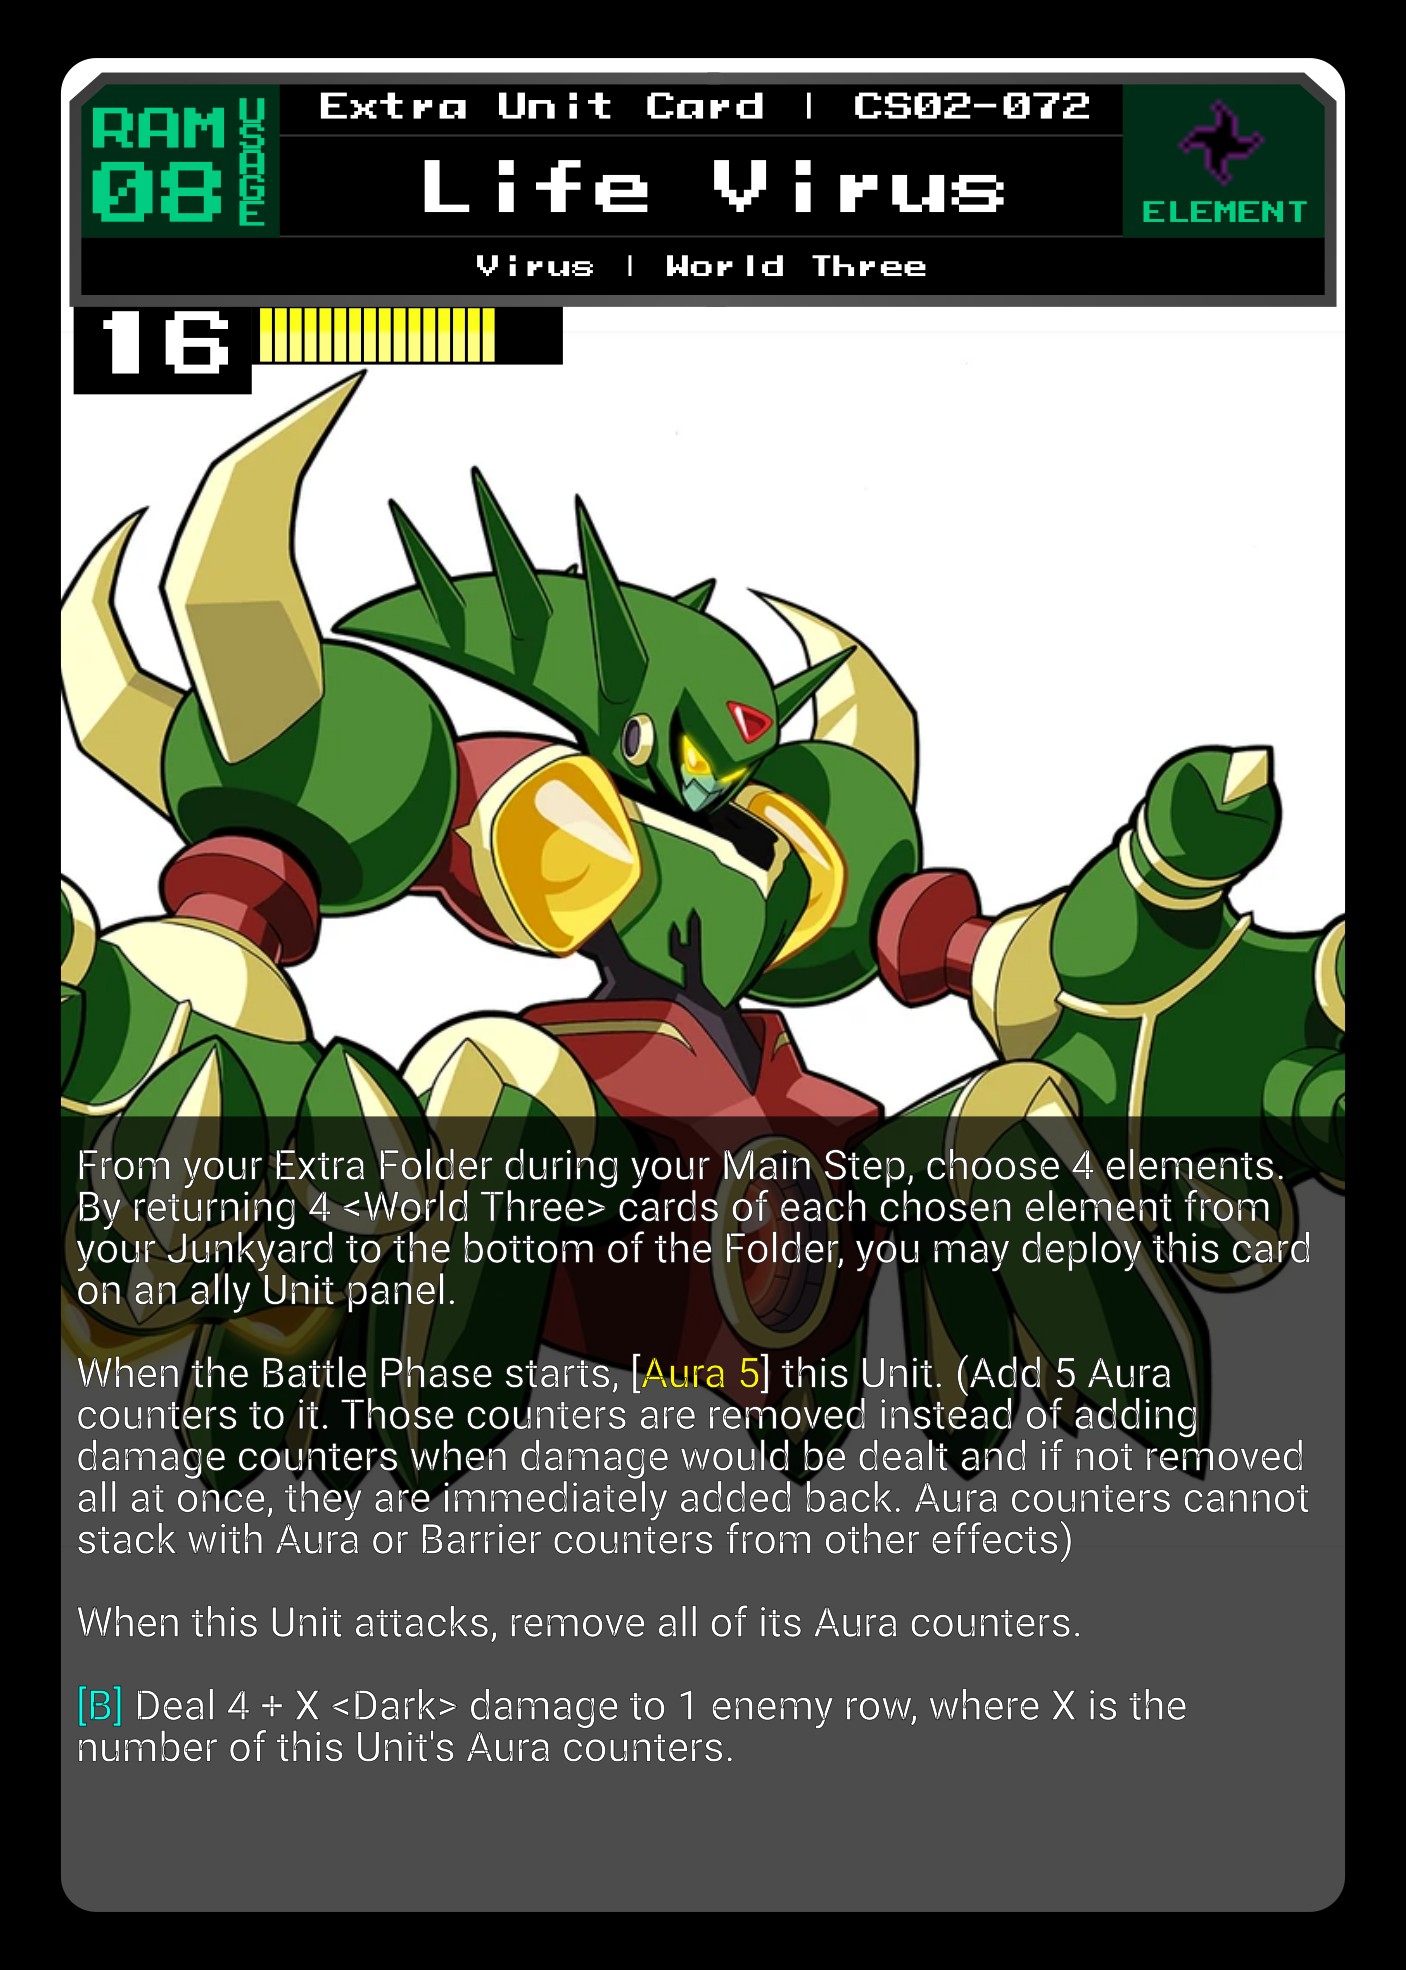 RAM
08
USAGE
Extra Unit Card | CS02-072
Life Virus
ELEMENT
Virus | World Three
16
From your Extra Folder during your Main Step, choose 4 elements.
By returning 4 <World Three> cards of each chosen element from
your Junkyard to the bottom of the Folder, you may deploy this card
on an ally Unit panel.
When the Battle Phase starts, [Aura 5] this Unit. (Add 5 Aura
counters to it. Those counters are removed instead of adding
damage counters when damage would be dealt and if not removed
all at once, they are immediately added back. Aura counters cannot
stack with Aura or Barrier counters from other effects)
When this Unit attacks, remove all of its Aura counters.
[B] Deal 4 + X <Dark> damage to 1 enemy row, where X is the
number of this Unit's Aura counters.